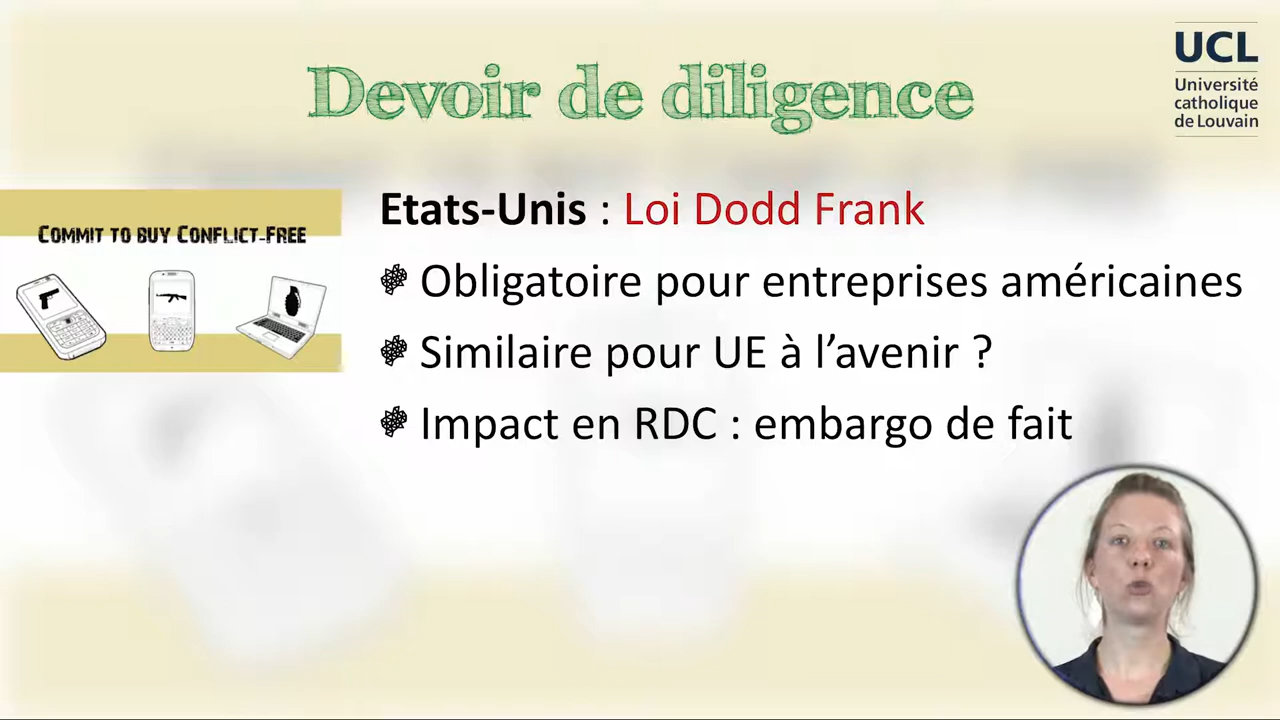 Devoir de diligence
UCL
Université
catholique
de Louvain
COMMIT TO BUY CONFLICT-FREE
Etats-Unis : Loi Dodd Frank
Obligatoire pour entreprises américaines
Similaire pour UE à l’avenir ?
Impact en RDC : embargo de fait